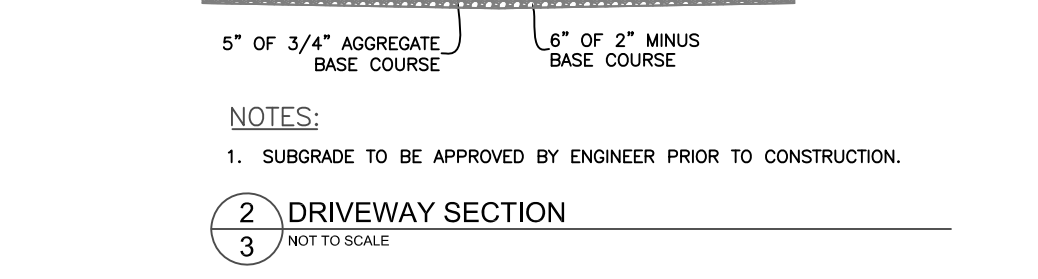 5" OF 3/4" AGGREGATE
BASE COURSE
6" OF 2" MINUS
BASE COURSE
NOTES:
1. SUBGRADE TO BE APPROVED BY ENGINEER PRIOR TO CONSTRUCTION.
2
3
DRIVEWAY SECTION
NOT TO SCALE